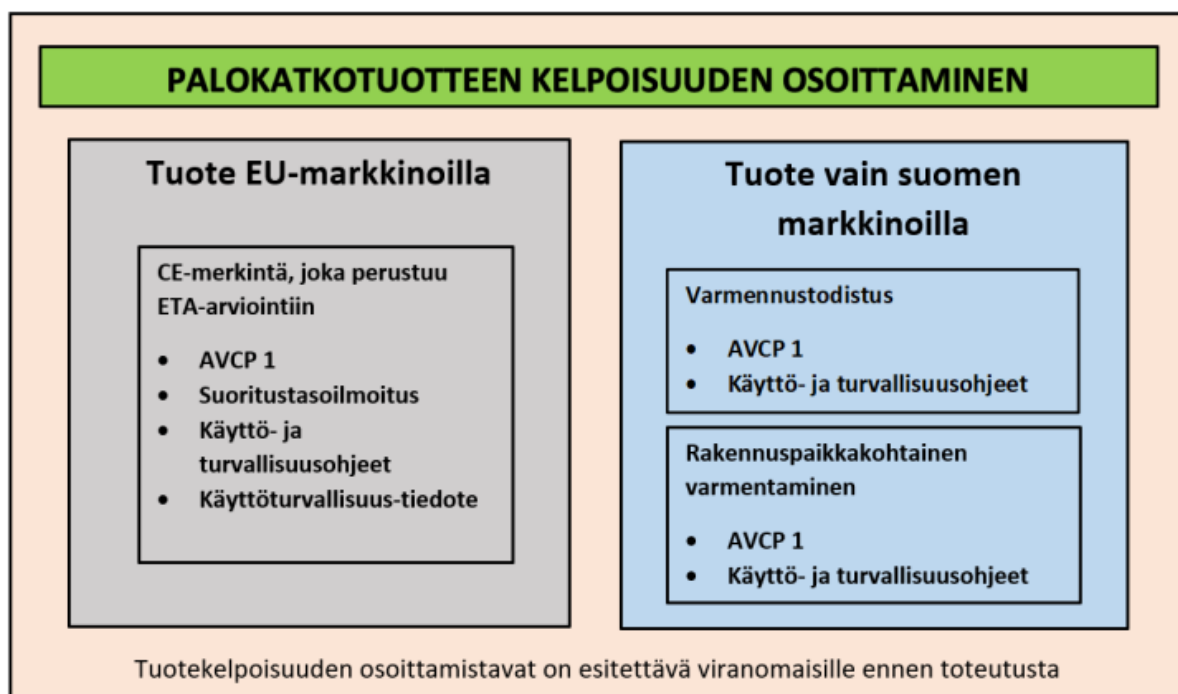 PALOKATKOTUOTTEEN KELPOISUUDEN OSOITTAMINEN
Tuote EU-markkinoilla
CE-merkintä, joka perustuu
ETA-arviointiin
• AVCP 1
• Suoritustasoilmoitus
• Käyttö- ja
turvallisuusohjeet
• Käyttöturvallisuus-tiedote
Tuote vain suomen
markkinoilla
Varmennustodistus
• AVCP 1
• Käyttö- ja turvallisuusohjeet
Rakennuspaikkakohtainen
varmentaminen
• AVCP 1
• Käyttö- ja turvallisuusohjeet
Tuotekelpoisuuden osoittamistavat on esitettävä viranomaisille ennen toteutusta